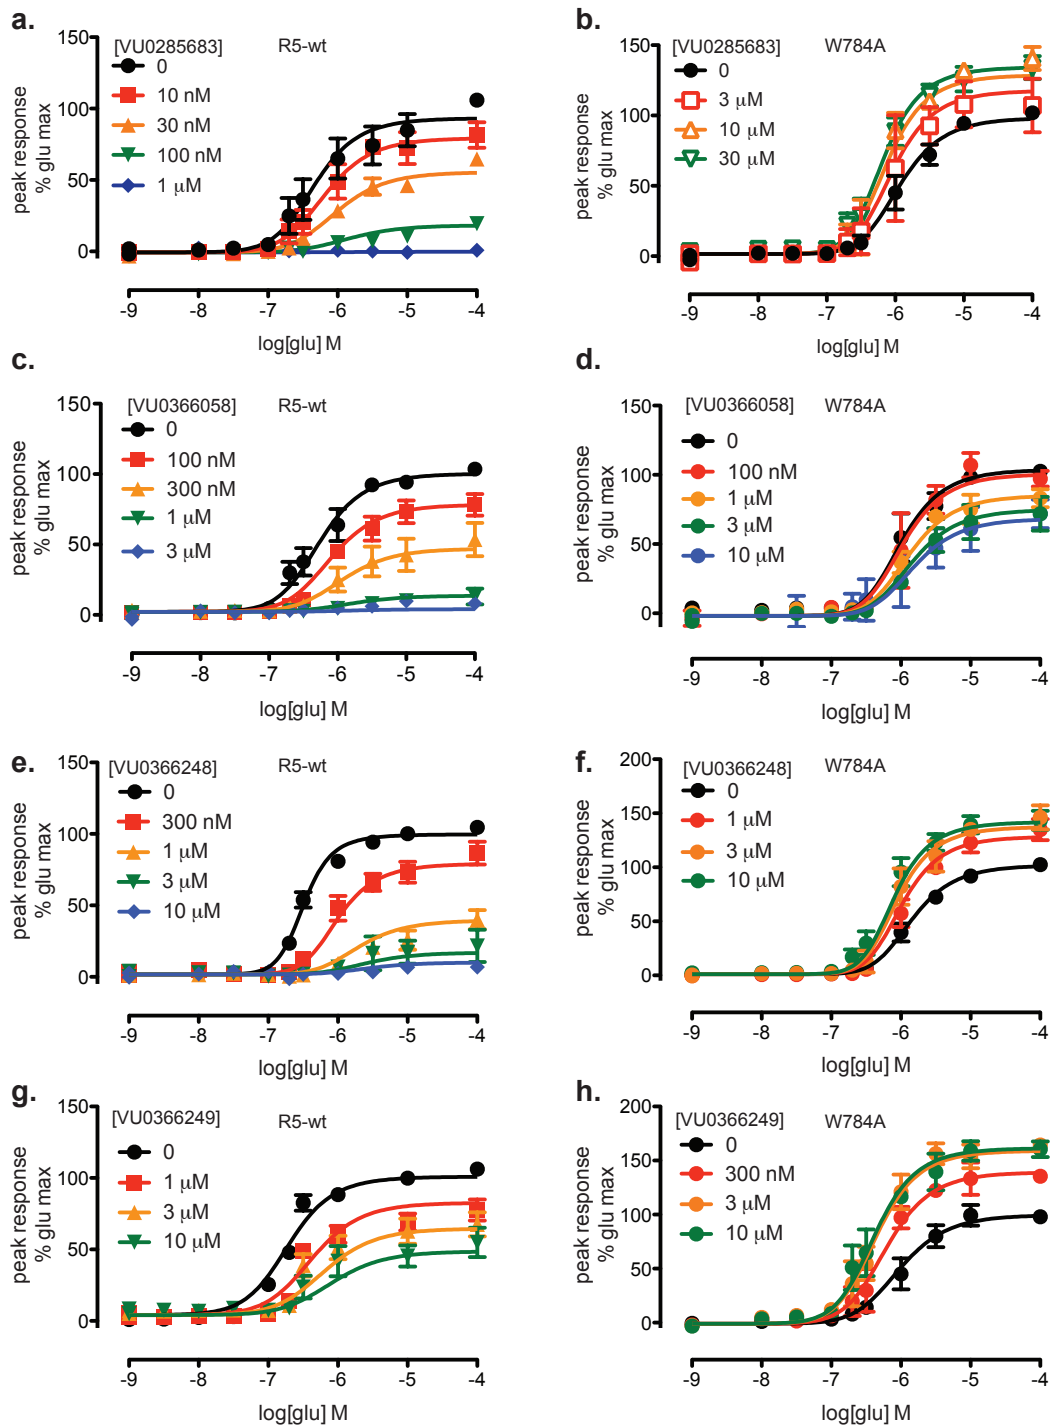 a.
[VU0285683]
R5-wt
0
10 nM
30 nM
100 nM
1 μM
peak response
% glu max
150
100
50
0
-9 -8 -7 -6 -5 -4
log[glu] M
b.
[VU0285683]
W784A
0
3 μM
10 μM
30 μM
peak response
% glu max
150
100
50
0
-9 -8 -7 -6 -5 -4
log[glu] M
c.
[VU0366058]
R5-wt
0
100 nM
300 nM
1 μM
3 μM
peak response
% glu max
150
100
50
0
-9 -8 -7 -6 -5 -4
log[glu] M
d.
[VU0366058]
W784A
0
100 nM
1 μM
3 μM
10 μM
peak response
% glu max
150
100
50
0
-9 -8 -7 -6 -5 -4
log[glu] M
e.
[VU0366248]
R5-wt
0
300 nM
1 μM
3 μM
10 μM
peak response
% glu max
150
100
50
0
-9 -8 -7 -6 -5 -4
log[glu] M
f.
[VU0366248]
W784A
0
1 μM
3 μM
10 μM
peak response
% glu max
200
150
100
50
0
-9 -8 -7 -6 -5 -4
log[glu] M
g.
[VU0366249]
R5-wt
0
1 μM
3 μM
10 μM
peak response
% glu max
150
100
50
0
-9 -8 -7 -6 -5 -4
log[glu] M
h.
[VU0366249]
W784A
0
300 nM
3 μM
10 μM
peak response
% glu max
200
150
100
50
0
-9 -8 -7 -6 -5 -4
log[glu] M